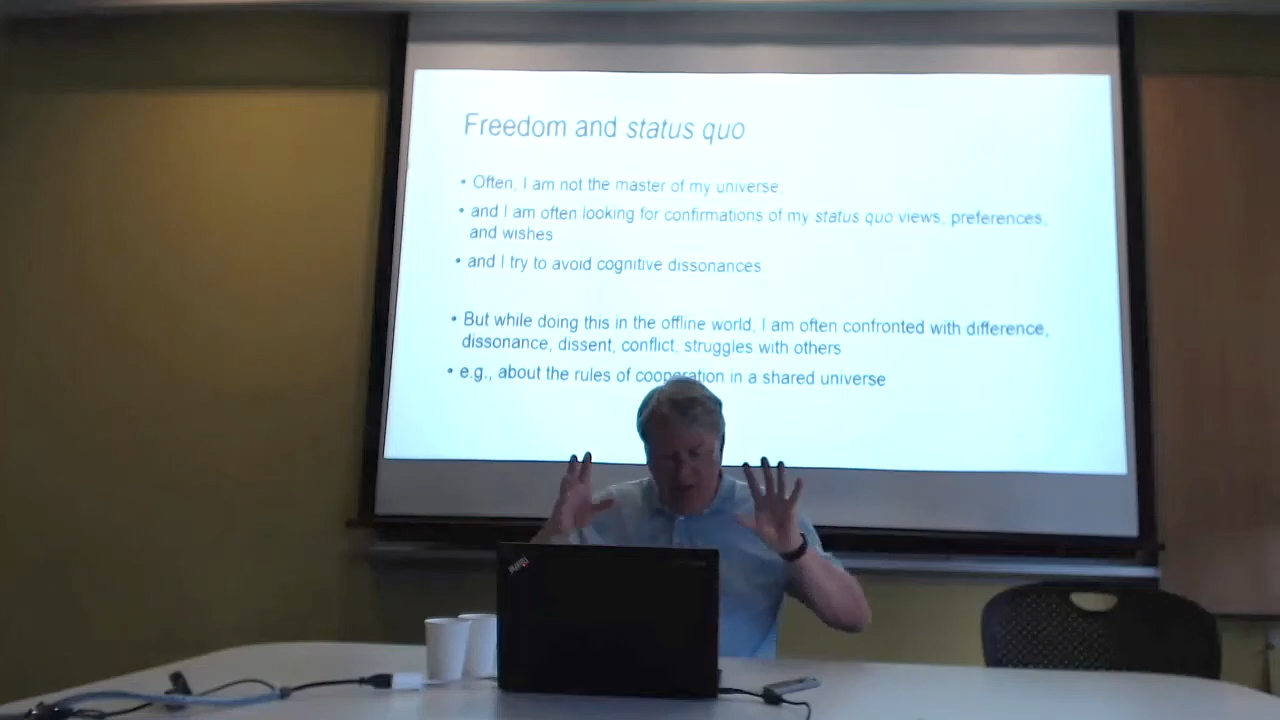 Freedom and status quo
• Often, I am not the master of my universe,
• and I am often looking for confirmations of my status quo views, preferences,
and wishes
• and I try to avoid cognitive dissonances
• But while doing this in the offline world, I am often confronted with difference,
dissonance, dissent, conflict, struggles with others
• e.g., about the rules of cooperation in a shared universe